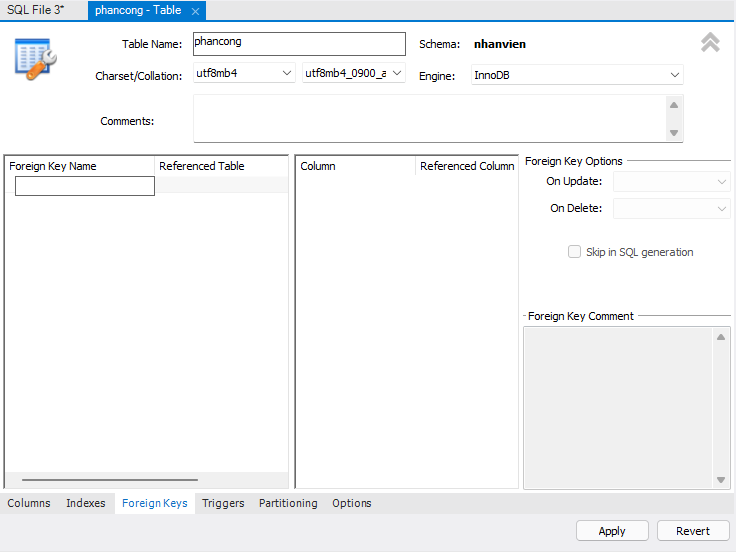 SQL File 3*
phancong - Table
Table Name:
phancong
Schema:
nhanvien
Charset/Collation:
utf8mb4
utf8mb4_0900_a
Engine:
InnoDB
Comments:
Foreign Key Name
Referenced Table
Column
Referenced Column
Foreign Key Options
On Update:
On Delete:
Skip in SQL generation
Foreign Key Comment
Columns
Indexes
Foreign Keys
Triggers
Partitioning
Options
Apply
Revert